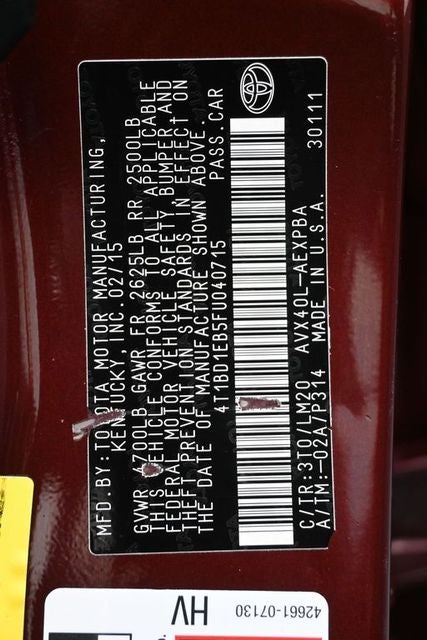 MFD.BY:TOYOTA MOTOR MANUFACTURING,
KENTUCKY, INC. 02/15
GVWR 4700LB GAWR FR 2625LB RR 2500LB
THIS VEHICLE CONFORMS TO ALL APPLICABLE
FEDERAL MOTOR VEHICLE SAFETY, BUMPER, AND
THEFT PREVENTION STANDARDS IN EFFECT ON
THE DATE OF MANUFACTURE SHOWN ABOVE.
4T1BD1EB5FU040715 PASS.CAR
C/TR:3T0/LM20 AVX40L-AEXPBA
A/TM:-02A/P314 MADE IN U.S.A. 30111
HV
42661-07130